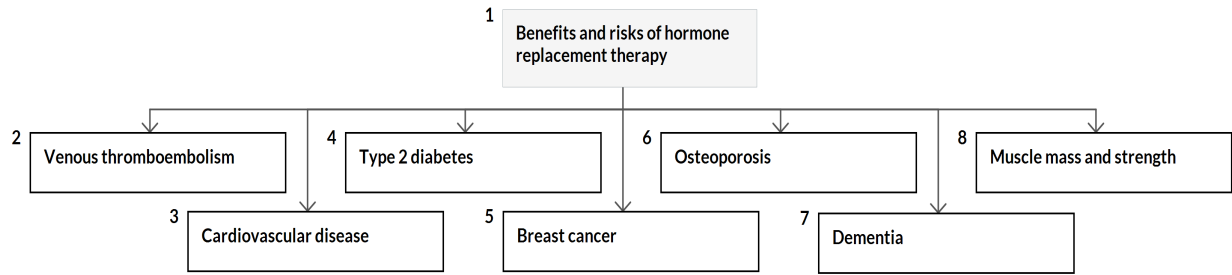 1
Benefits and risks of hormone
replacement therapy
2
Venous thromboembolism
3
Cardiovascular disease
4
Type 2 diabetes
5
Breast cancer
6
Osteoporosis
7
Dementia
8
Muscle mass and strength